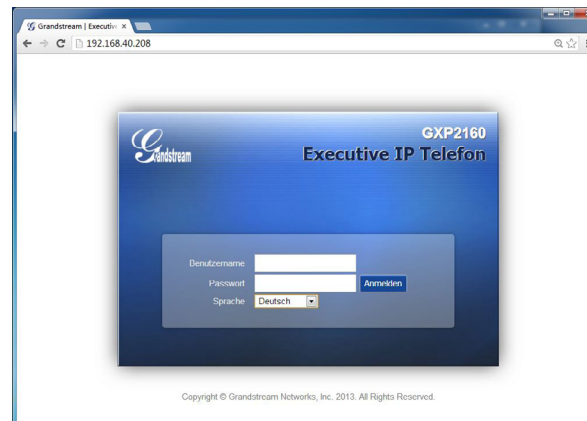 Grandstream | Executiv
192.168.40.208
Grandstream
GXP2160
Executive IP Telefon
Benutzername
Passwort
Anmelden
Sprache
Deutsch
Copyright © Grandstream Networks, Inc. 2013. All Rights Reserved.